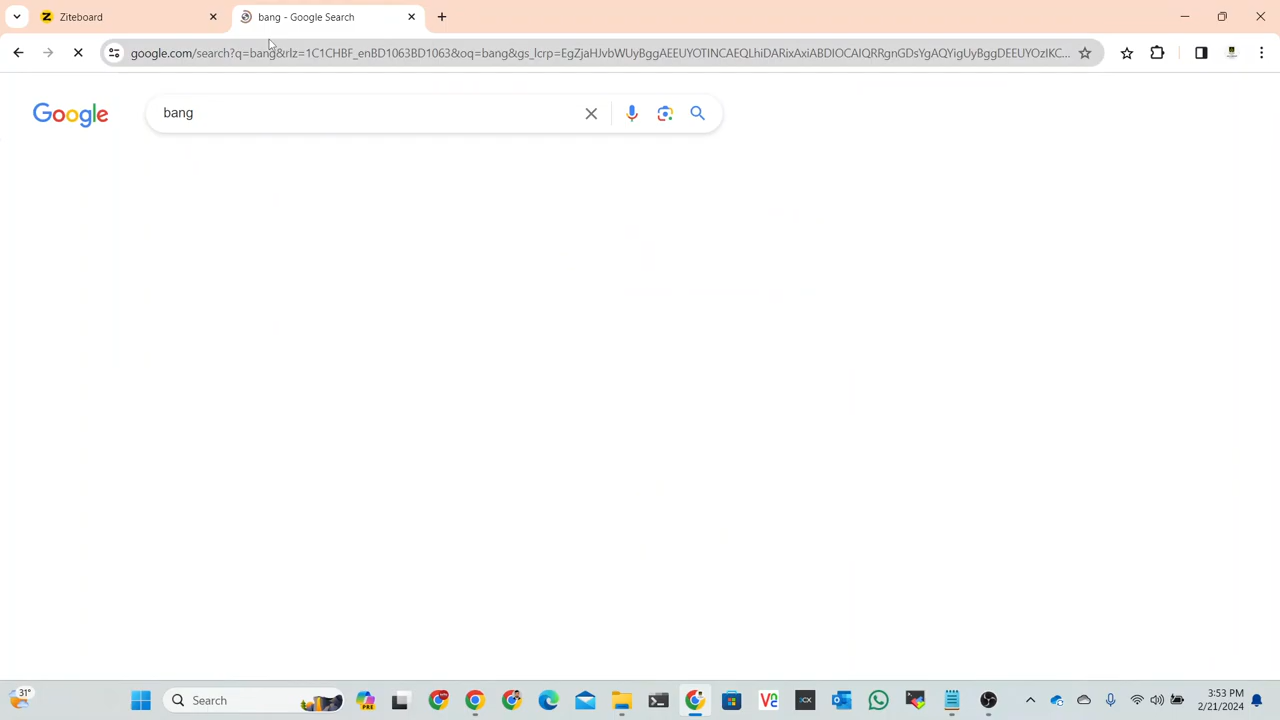 Ziteboard
bang - Google Search
google.com/search?q=bang&rlz=1C1CHBF_enBD1063BD1063&oq=bang&gs_lcrp=EgZjaHJvbWUyBggAEEUYOTINCAEQLhiDARixAxiABDIOCAIQRRgnGDsYgAQYigUyBggDEEUYOzIKC...
Google
bang
31°
Search
PRE
3:53 PM
2/21/2024